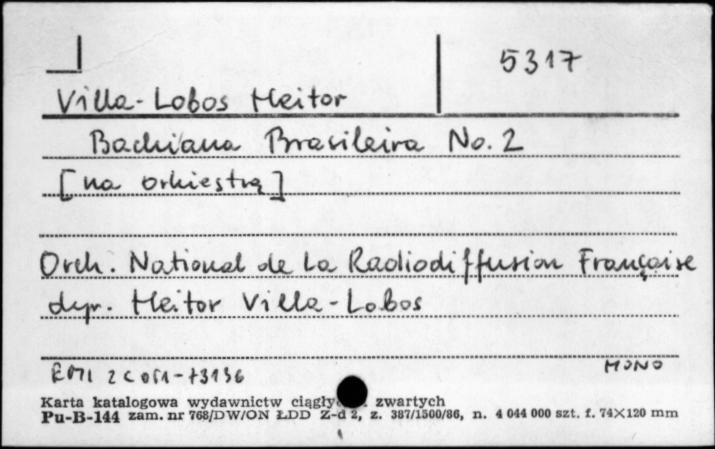 5317
Villa-Lobos Heitor
Bachiana Brasileira No. 2
[na orkiestrę]
Orch. National de la Radiodiffusion Française
dyr. Heitor Villa-Lobos
EMI 2C 051-73136 MONO
Karta katalogowa wydawnictw zwartych
Pu-B-144 zam. nr 768/DW/ON ŁDD Z-d 2, z. 387/1500/86, n. 4 044 000 szt. f. 74×120 mm